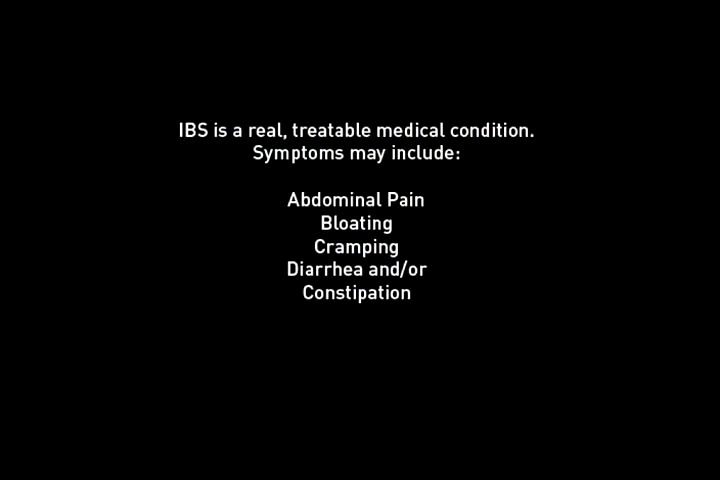 IBS is a real, treatable medical condition.
Symptoms may include:
Abdominal Pain
Bloating
Cramping
Diarrhea and/or
Constipation